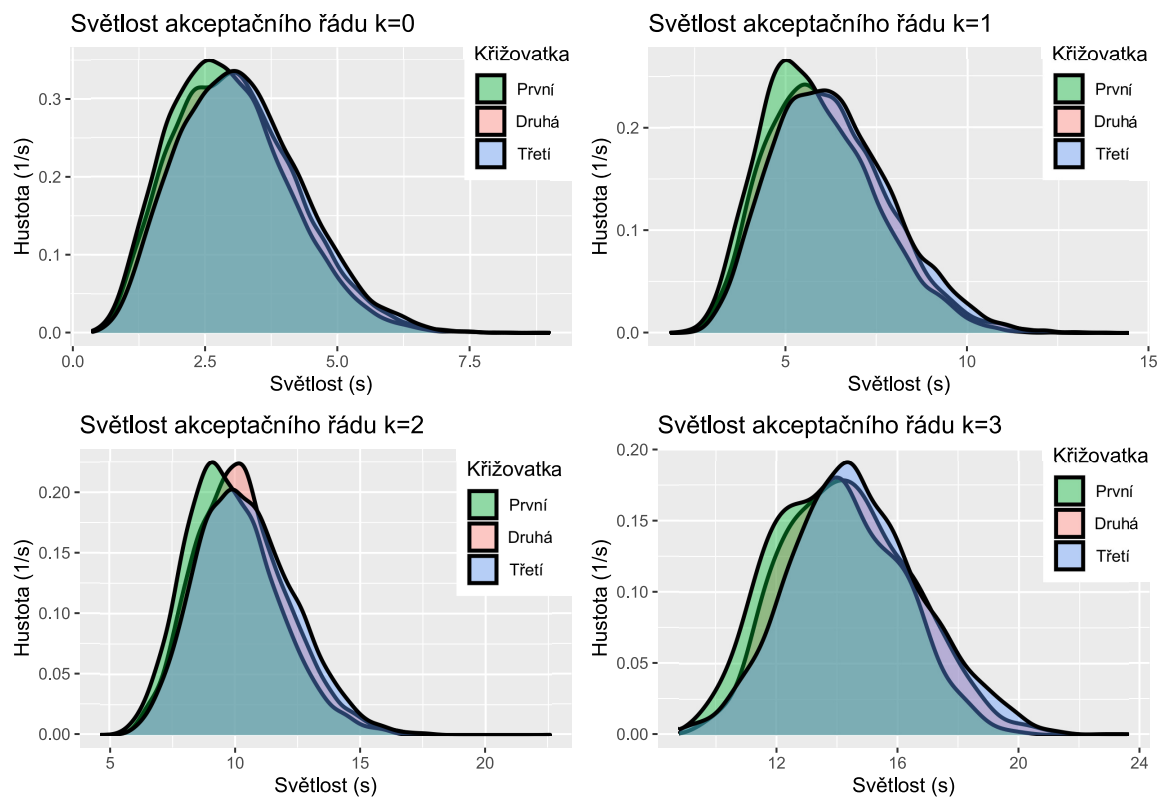 Světlost akceptačního řádu k=0
Křižovatka
První
Druhá
Třetí
Hustota (1/s)
0.3
0.2
0.1
0.0
0.0 2.5 5.0 7.5
Světlost (s)
Světlost akceptačního řádu k=1
Křižovatka
První
Druhá
Třetí
Hustota (1/s)
0.2
0.1
0.0
5 10 15
Světlost (s)
Světlost akceptačního řádu k=2
Křižovatka
První
Druhá
Třetí
Hustota (1/s)
0.20
0.15
0.10
0.05
0.00
5 10 15 20
Světlost (s)
Světlost akceptačního řádu k=3
Křižovatka
První
Druhá
Třetí
Hustota (1/s)
0.20
0.15
0.10
0.05
0.00
12 16 20 24
Světlost (s)